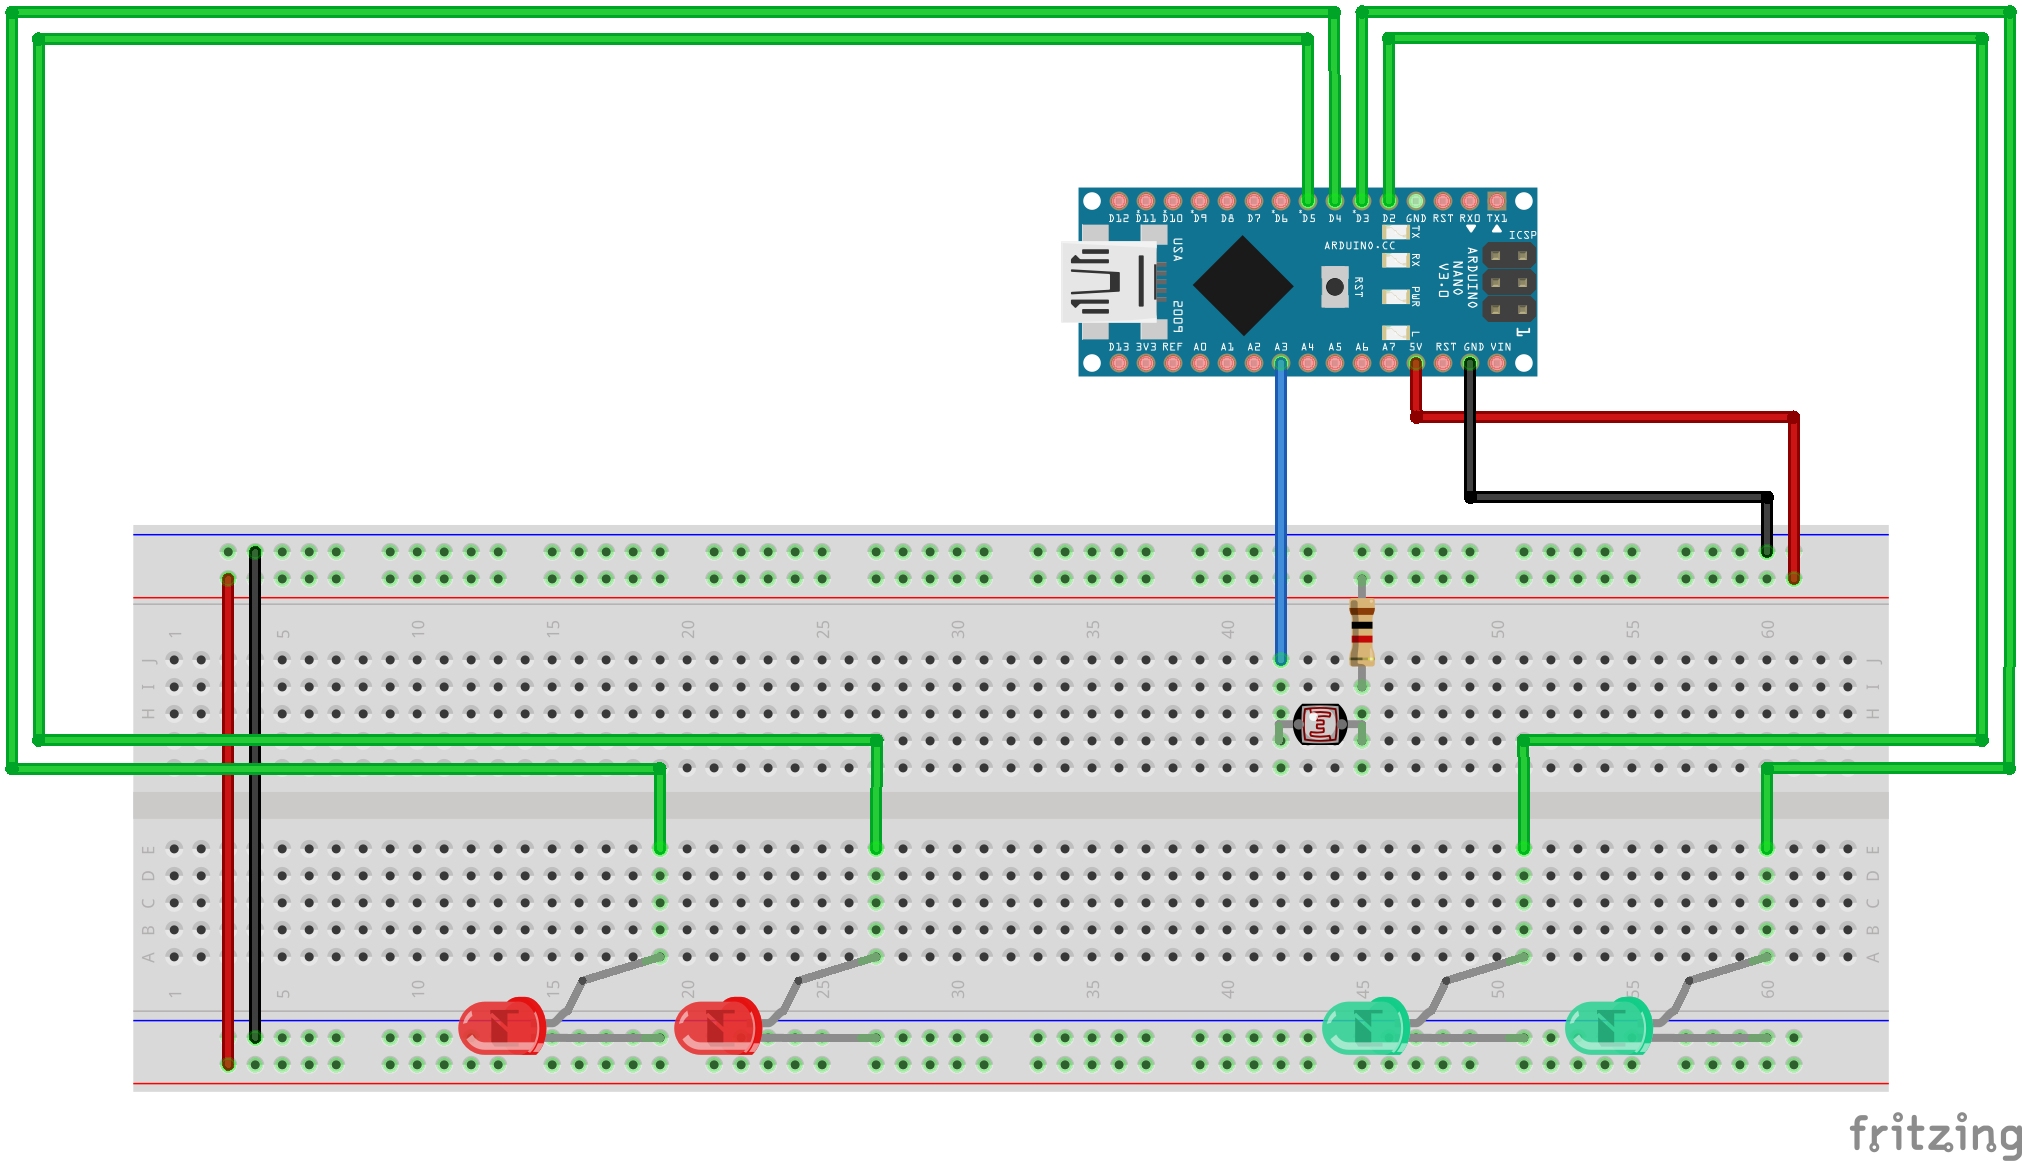 D12 D11 D10 D9 D8 D7 D6 D5 D4 D3 D2 GND RST RX0 TX1
ICSP
TX
RX
PWR
L
ARDUINO.CC
USA
2009
RST
ARDUINO
NANO
V3.0
1
D13 3V3 REF A0 A1 A2 A3 A4 A5 A6 A7 5V RST GND VIN
1 5 10 15 20 25 30 35 40 50 55 60
J J
I I
H H
E E
D D
C C
B B
A A
1 5 10 15 20 25 30 35 40 45 50 55 60
fritzing